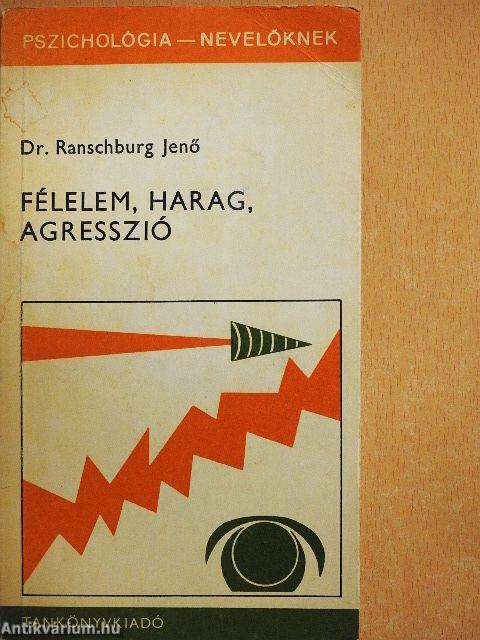 PSZICHOLÓGIA — NEVELŐKNEK
Dr. Ranschburg Jenő
FÉLELEM, HARAG,
AGRESSZIÓ
TANKÖNYVKIADÓ
Antikvarium.hu